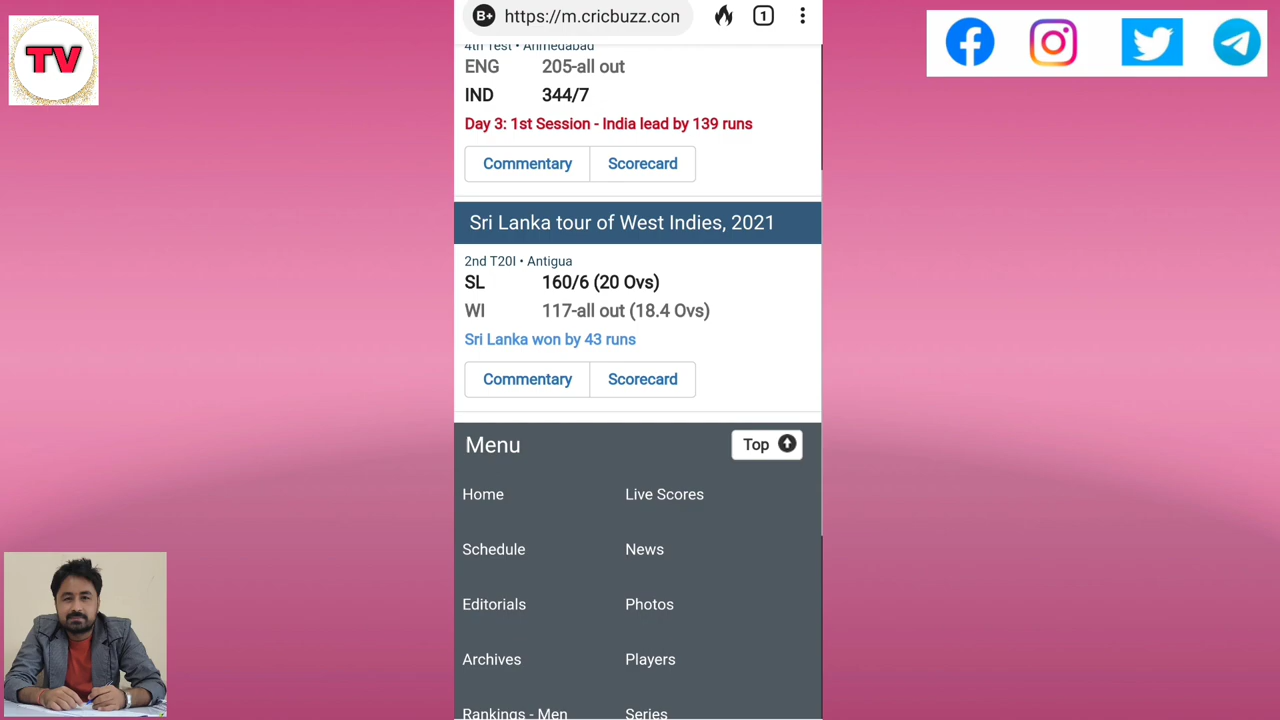 TV
B+ https://m.cricbuzz.con 1
4th Test • Ahmedabad
ENG 205-all out
IND 344/7
Day 3: 1st Session - India lead by 139 runs
Commentary Scorecard
Sri Lanka tour of West Indies, 2021
2nd T20I • Antigua
SL 160/6 (20 Ovs)
WI 117-all out (18.4 Ovs)
Sri Lanka won by 43 runs
Commentary Scorecard
Menu Top
Home Live Scores
Schedule News
Editorials Photos
Archives Players
Rankings - Men Series